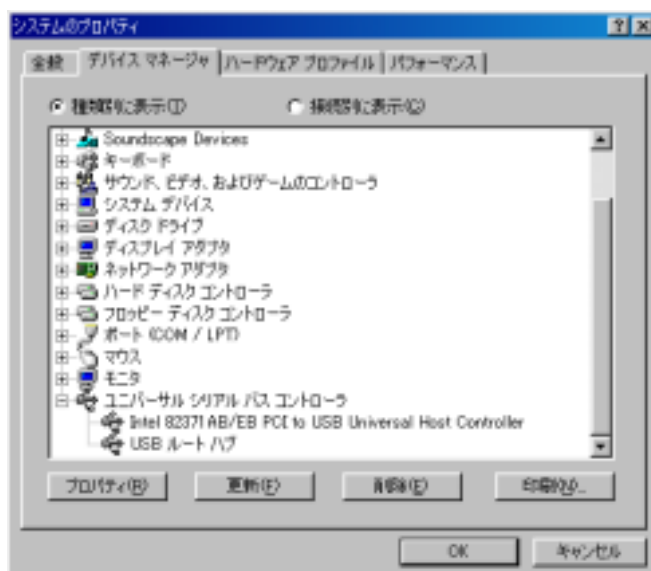 システムのプロパティ
全般 デバイス マネージャ ハードウェア プロファイル パフォーマンス
種類別に表示(T) 接続別に表示(C)
Soundscape Devices
キーボード
サウンド、ビデオ、およびゲームのコントローラ
システム デバイス
ディスク ドライブ
ディスプレイ アダプタ
ネットワーク アダプタ
ハード ディスク コントローラ
フロッピー ディスク コントローラ
ポート (COM / LPT)
マウス
モニタ
ユニバーサル シリアル バス コントローラ
Intel 82371AB/EB PCI to USB Universal Host Controller
USB ルート ハブ
プロパティ(R) 更新(F) 削除(E) 印刷(N)...
OK キャンセル